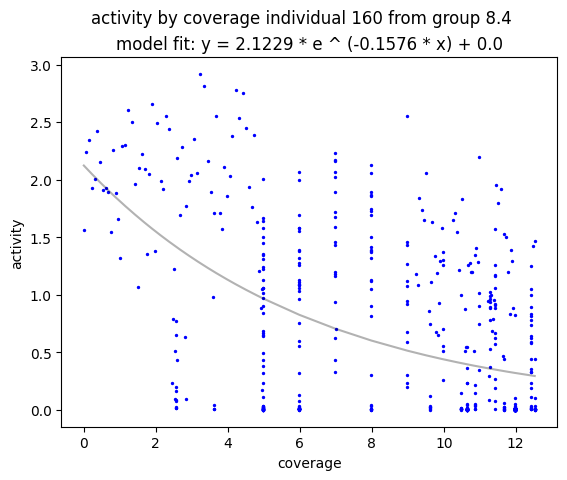 activity by coverage individual 160 from group 8.4
model fit: y = 2.1229 * e ^ (-0.1576 * x) + 0.0
3.0
2.5
2.0
1.5
1.0
0.5
0.0
activity
0 2 4 6 8 10 12
coverage